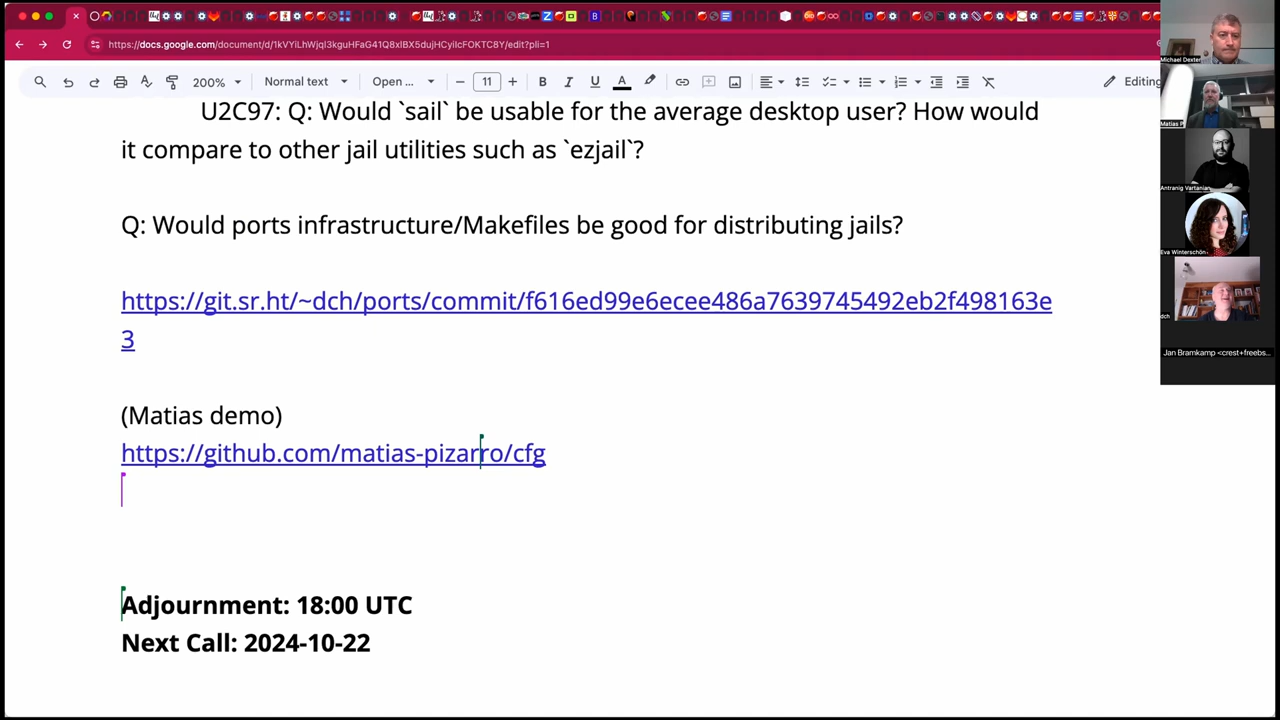 https://docs.google.com/document/d/1kVYiLhWjqI3kguHFaG41Q8xIBX5dujHCyiIcFOKTC8Y/edit?pli=1
200%
Normal text
Open ...
11
B
I
U
A
Editing
U2C97: Q: Would `sail` be usable for the average desktop user? How would
it compare to other jail utilities such as `ezjail`?
Q: Would ports infrastructure/Makefiles be good for distributing jails?
https://git.sr.ht/~dch/ports/commit/f616ed99e6ecee486a7639745492eb2f498163e
3
(Matias demo)
https://github.com/matias-pizarro/cfg
Adjournment: 18:00 UTC
Next Call: 2024-10-22
Michael Dexter
Matias P
Antranig Vartanian
Eva Winterschön
dch
Jan Bramkamp <crest+freebs...